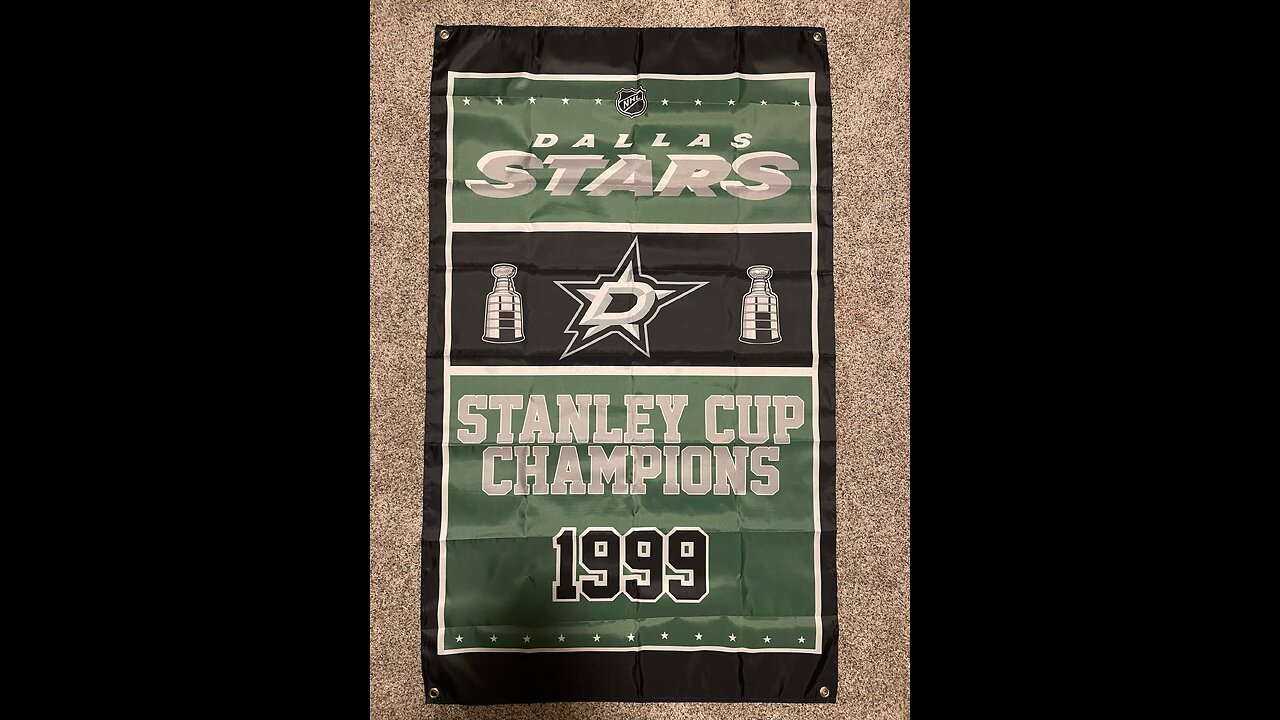 NHL
DALLAS
STARS
D
STANLEY CUP
CHAMPIONS
1999